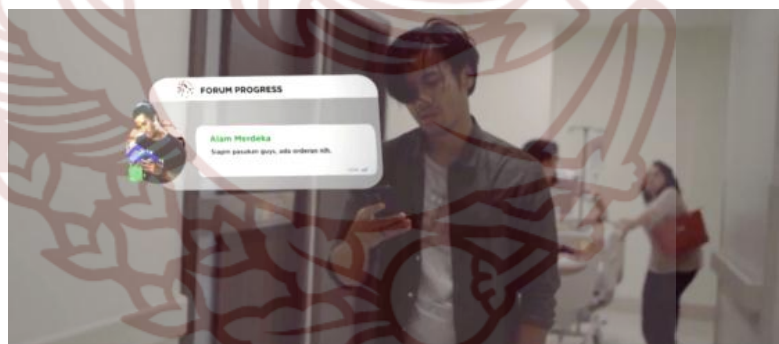 FORUM PROGRESS
Alam Merdeka
Siapin pasukan guys, ada orderan nih.